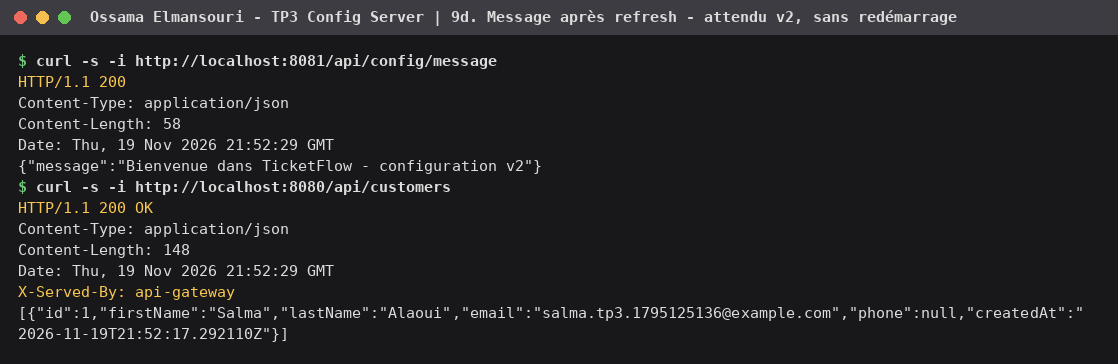 Ossama Elmansouri - TP3 Config Server | 9d. Message après refresh - attendu v2, sans redémarrage
$ curl -s -i http://localhost:8081/api/config/message
HTTP/1.1 200
Content-Type: application/json
Content-Length: 58
Date: Thu, 19 Nov 2026 21:52:29 GMT
{"message":"Bienvenue dans TicketFlow - configuration v2"}
$ curl -s -i http://localhost:8080/api/customers
HTTP/1.1 200 OK
Content-Type: application/json
Content-Length: 148
Date: Thu, 19 Nov 2026 21:52:29 GMT
X-Served-By: api-gateway
[{"id":1,"firstName":"Salma","lastName":"Alaoui","email":"salma.tp3.1795125136@example.com","phone":null,"createdAt":"
2026-11-19T21:52:17.292110Z"}]